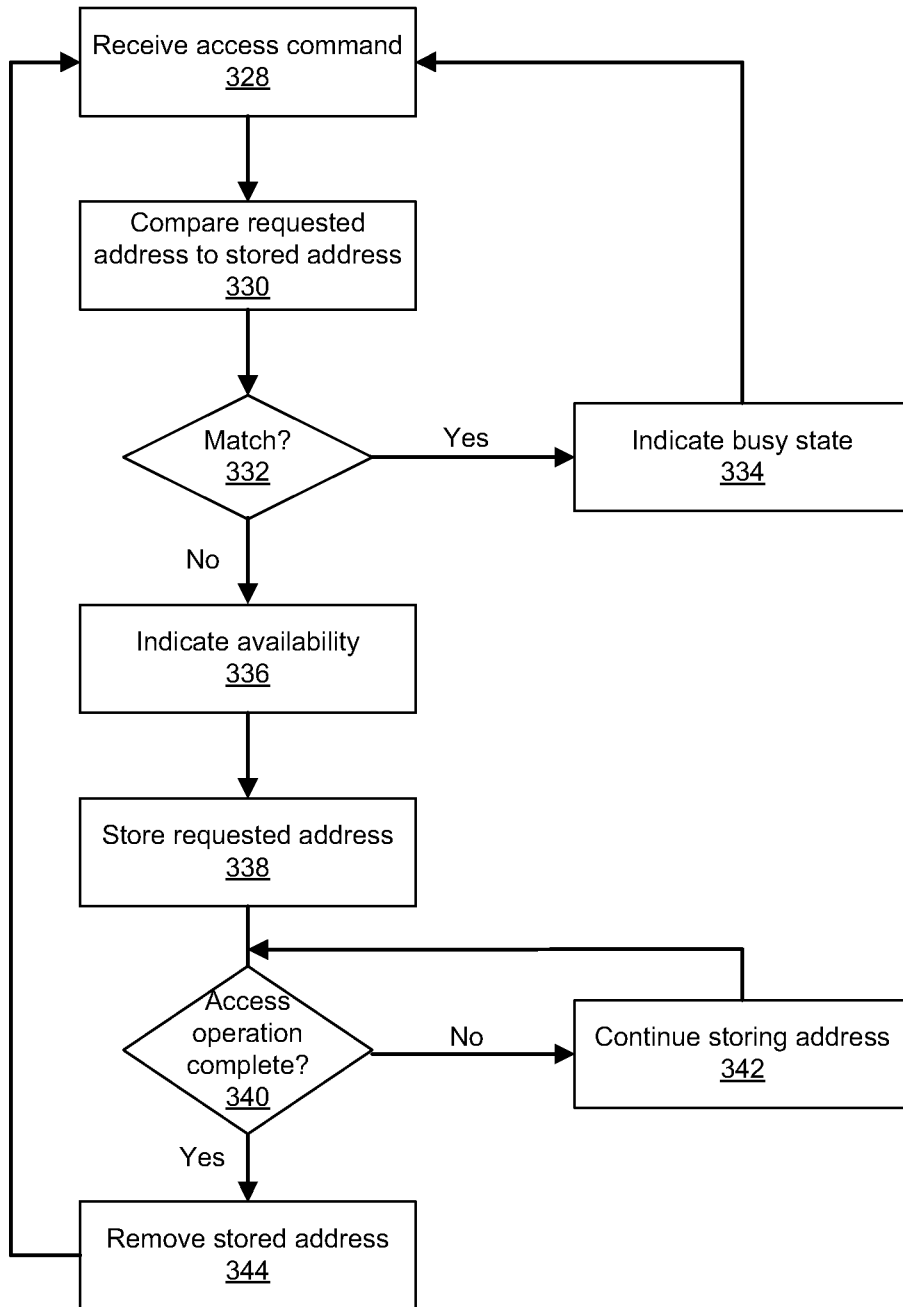 Receive access command
328
Compare requested
address to stored address
330
Match?
332
Yes
Indicate busy state
334
No
Indicate availability
336
Store requested address
338
Access
operation
complete?
340
No
Continue storing address
342
Yes
Remove stored address
344